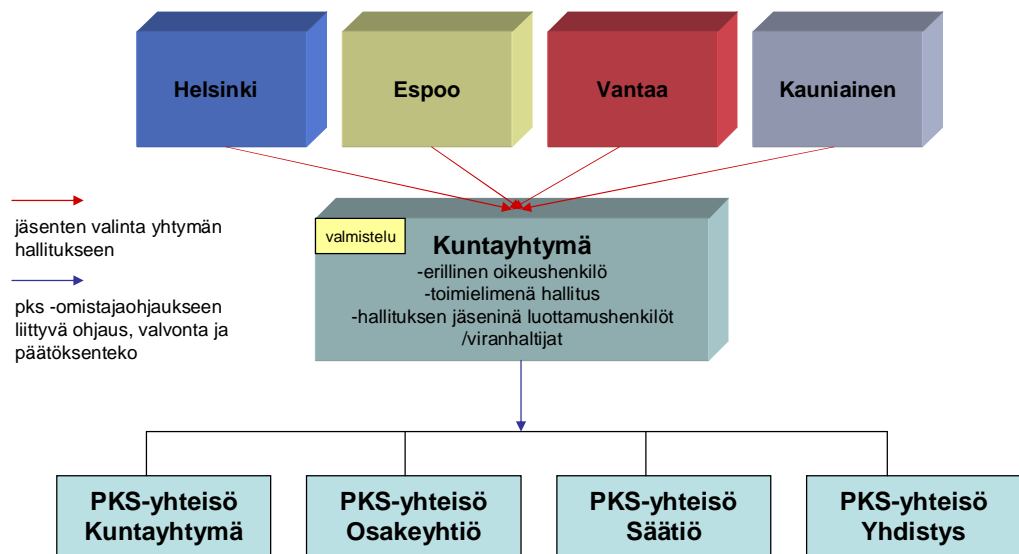 Helsinki
Espoo
Vantaa
Kauniainen
jäsenten valinta yhtymän
hallitukseen
pks -omistajaohjaukseen
liittyvä ohjaus, valvonta ja
päätöksenteko
valmistelu
Kuntayhtymä
-erillinen oikeushenkilö
-toimielimenä hallitus
-hallituksen jäseninä luottamushenkilöt
/viranhaltijat
PKS-yhteisö
Kuntayhtymä
PKS-yhteisö
Osakeyhtiö
PKS-yhteisö
Säätiö
PKS-yhteisö
Yhdistys